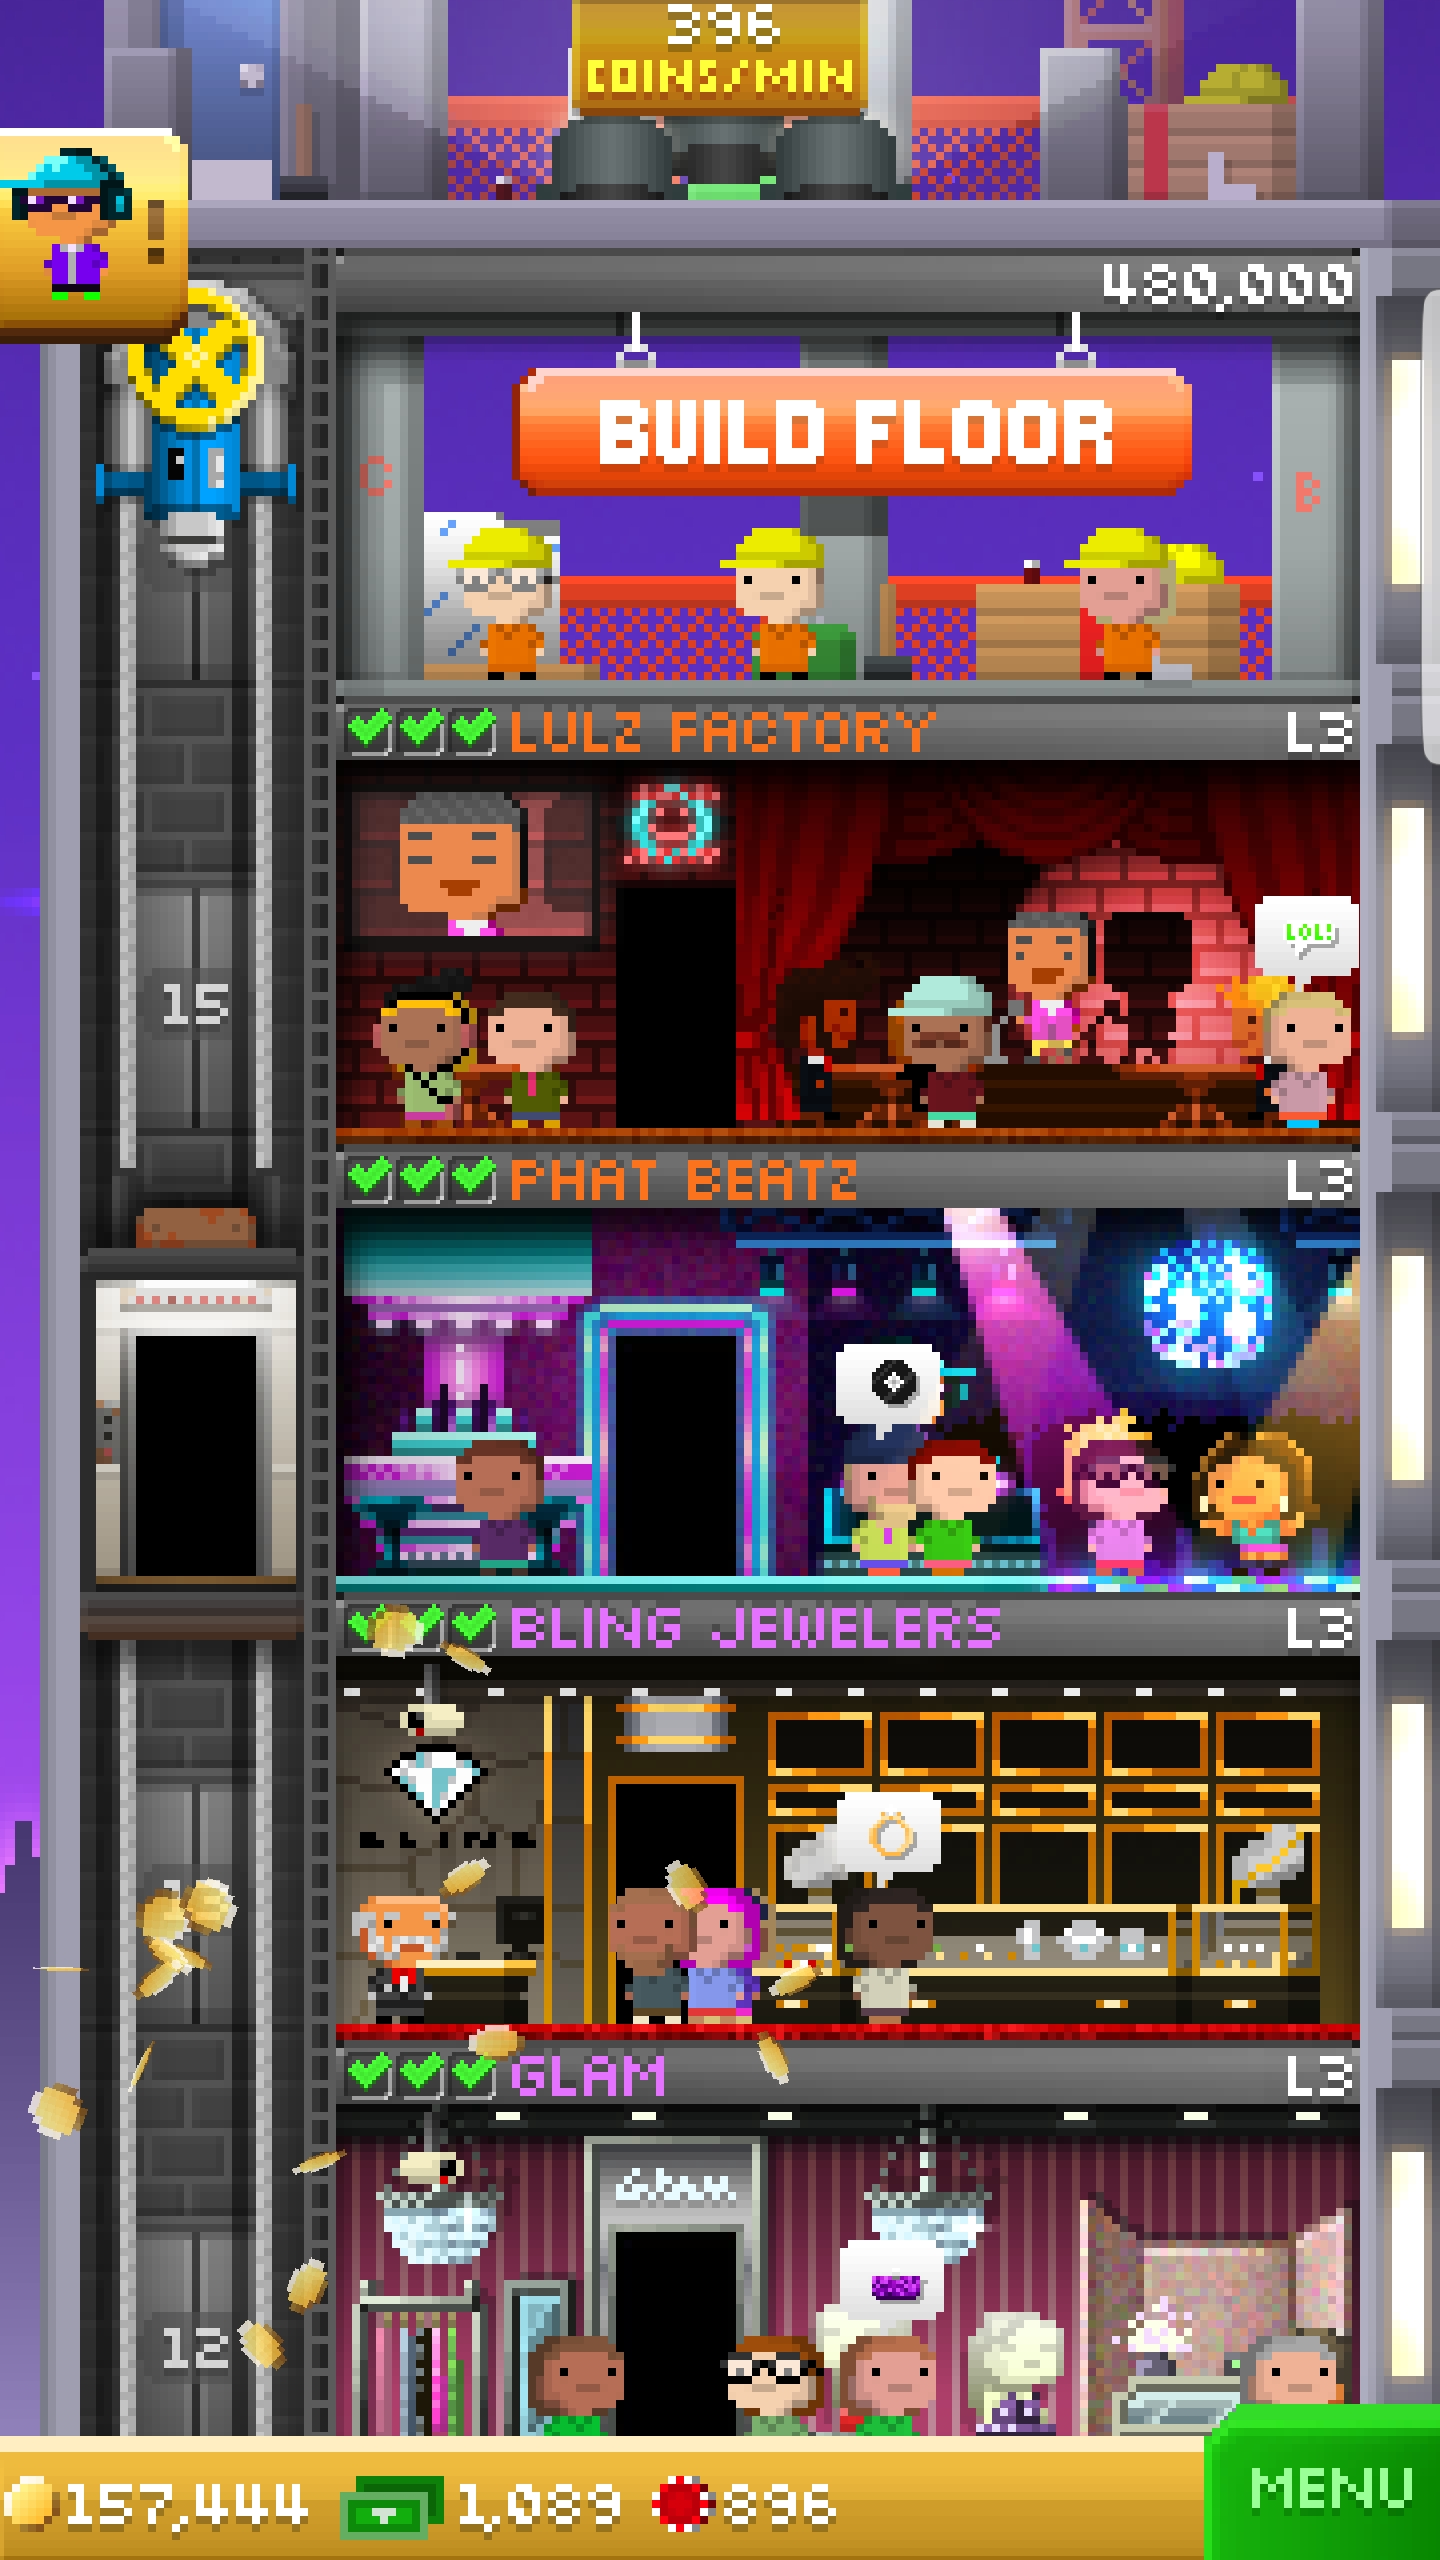 396
COINS/MIN
!
480,000
BUILD FLOOR
C
B
LULZ FACTORY L3
LOL!
15
PHAT BEATZ L3
BLING JEWELERS L3
BLING
GLAM L3
Glam
12
157,444 1,089 896
MENU